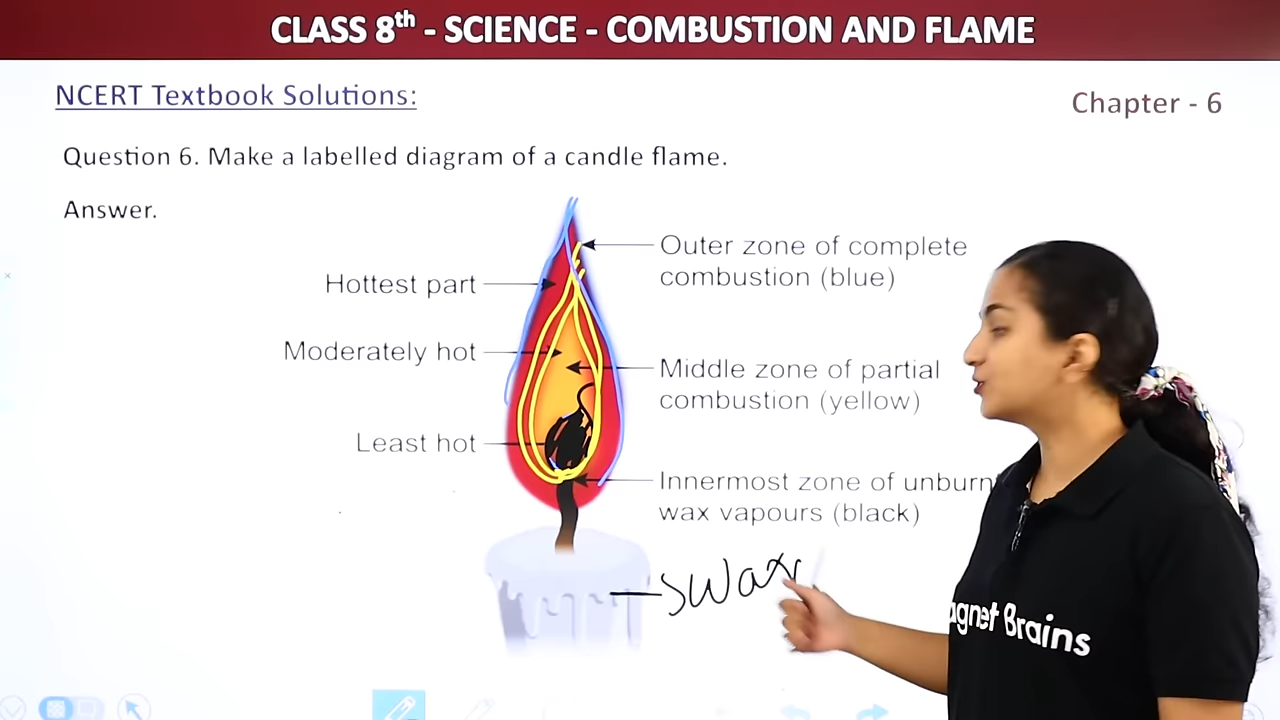 CLASS 8th - SCIENCE - COMBUSTION AND FLAME
NCERT Textbook Solutions:
Chapter - 6
Question 6. Make a labelled diagram of a candle flame.
Answer.
Outer zone of complete
combustion (blue)
Hottest part
Moderately hot
Middle zone of partial
combustion (yellow)
Least hot
Innermost zone of unburn
wax vapours (black)
wax
agnet Brains